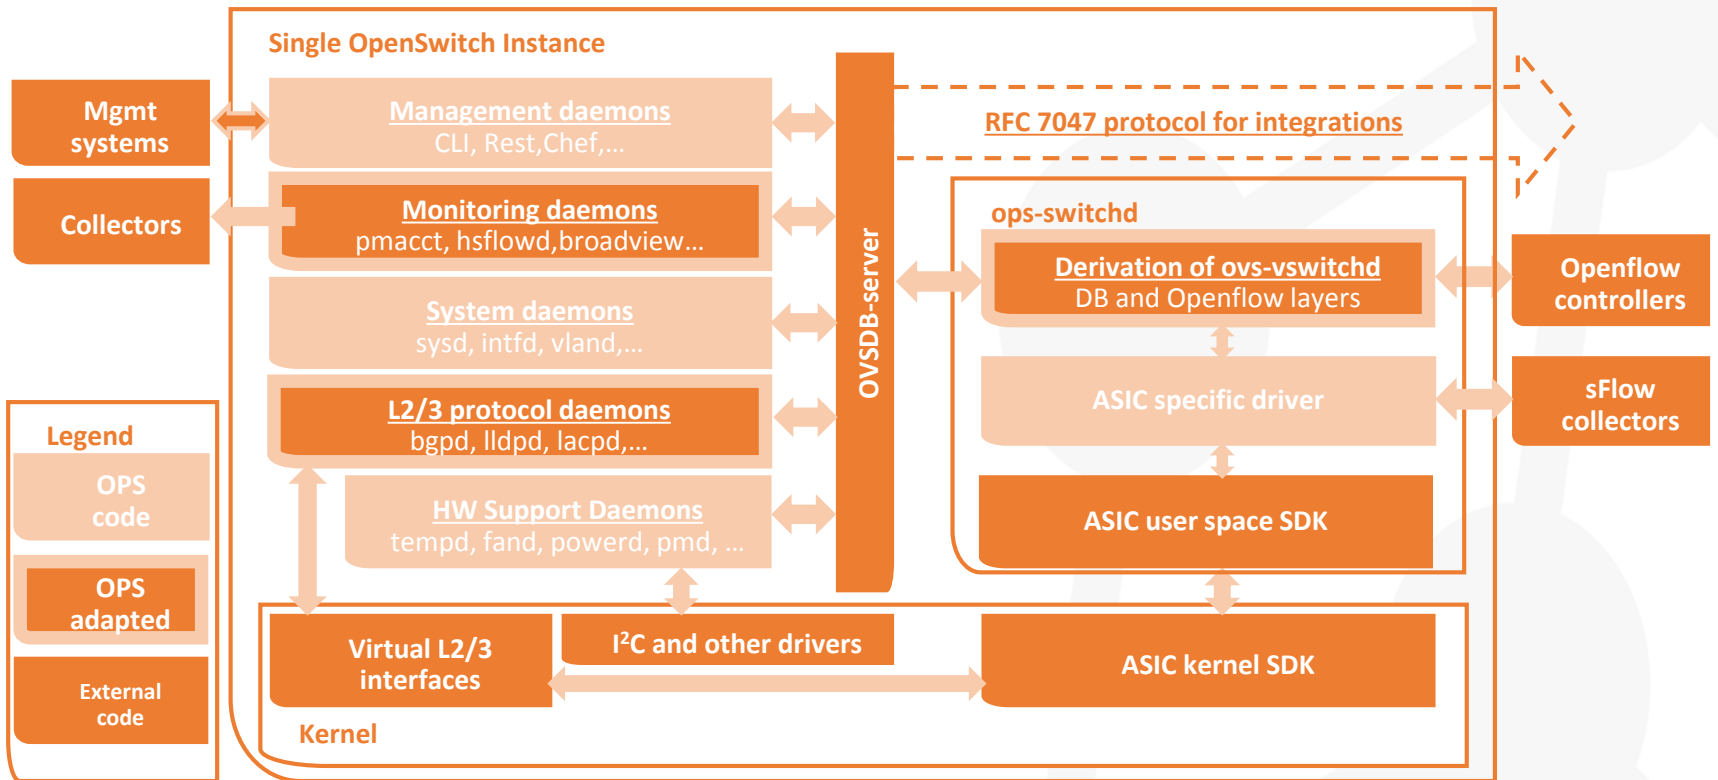 Single OpenSwitch Instance
Mgmt
systems
Collectors
Management daemons
CLI, Rest,Chef,...
Monitoring daemons
pmacct, hsflowd,broadview...
System daemons
sysd, intfd, vland,...
L2/3 protocol daemons
bgpd, lldpd, lacpd,...
HW Support Daemons
tempd, fand, powerd, pmd, ...
OVSDB-server
RFC 7047 protocol for integrations
ops-switchd
Derivation of ovs-vswitchd
DB and Openflow layers
ASIC specific driver
ASIC user space SDK
Openflow
controllers
sFlow
collectors
Legend
OPS
code
OPS
adapted
External
code
Virtual L2/3
interfaces
I²C and other drivers
ASIC kernel SDK
Kernel